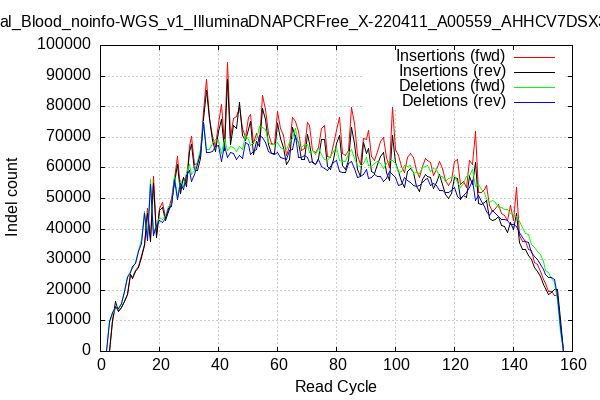 al_Blood_noinfo-WGS_v1_IlluminaDNAPCRFree_X-220411_A00559_AHHCV7DSX
Insertions (fwd)
Insertions (rev)
Deletions (fwd)
Deletions (rev)
Indel count
100000
90000
80000
70000
60000
50000
40000
30000
20000
10000
0
0 20 40 60 80 100 120 140 160
Read Cycle